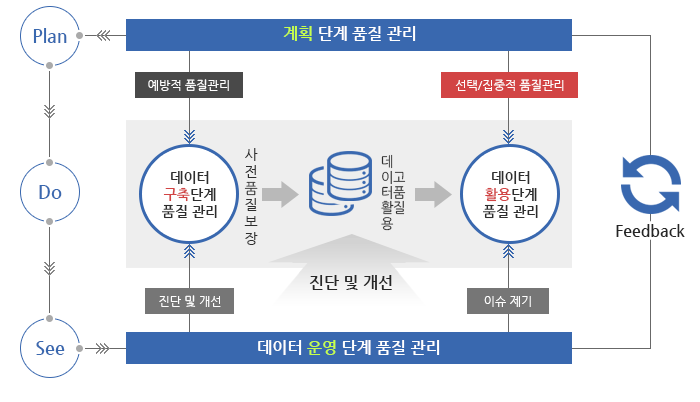 Plan
계획 단계 품질 관리
예방적 품질관리
선택/집중적 품질관리
Do
데이터
구축단계
품질 관리
사전품질보장
고품질
데이터활용
데이터
활용단계
품질 관리
Feedback
진단 및 개선
진단 및 개선
이슈 제기
See
데이터 운영 단계 품질 관리